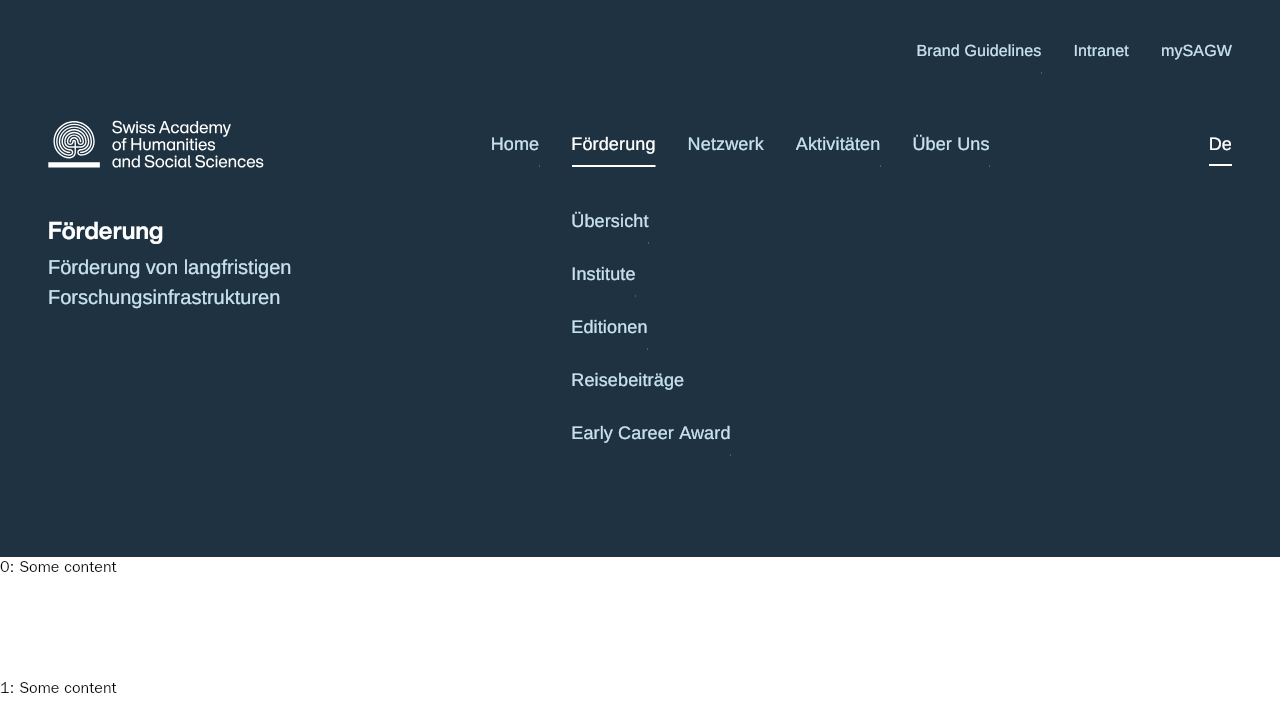 Brand Guidelines Intranet mySAGW
Swiss Academy
of Humanities
and Social Sciences
Home Förderung Netzwerk Aktivitäten Über Uns De
Förderung
Förderung von langfristigen
Forschungsinfrastrukturen
Übersicht
Institute
Editionen
Reisebeiträge
Early Career Award
0: Some content
1: Some content